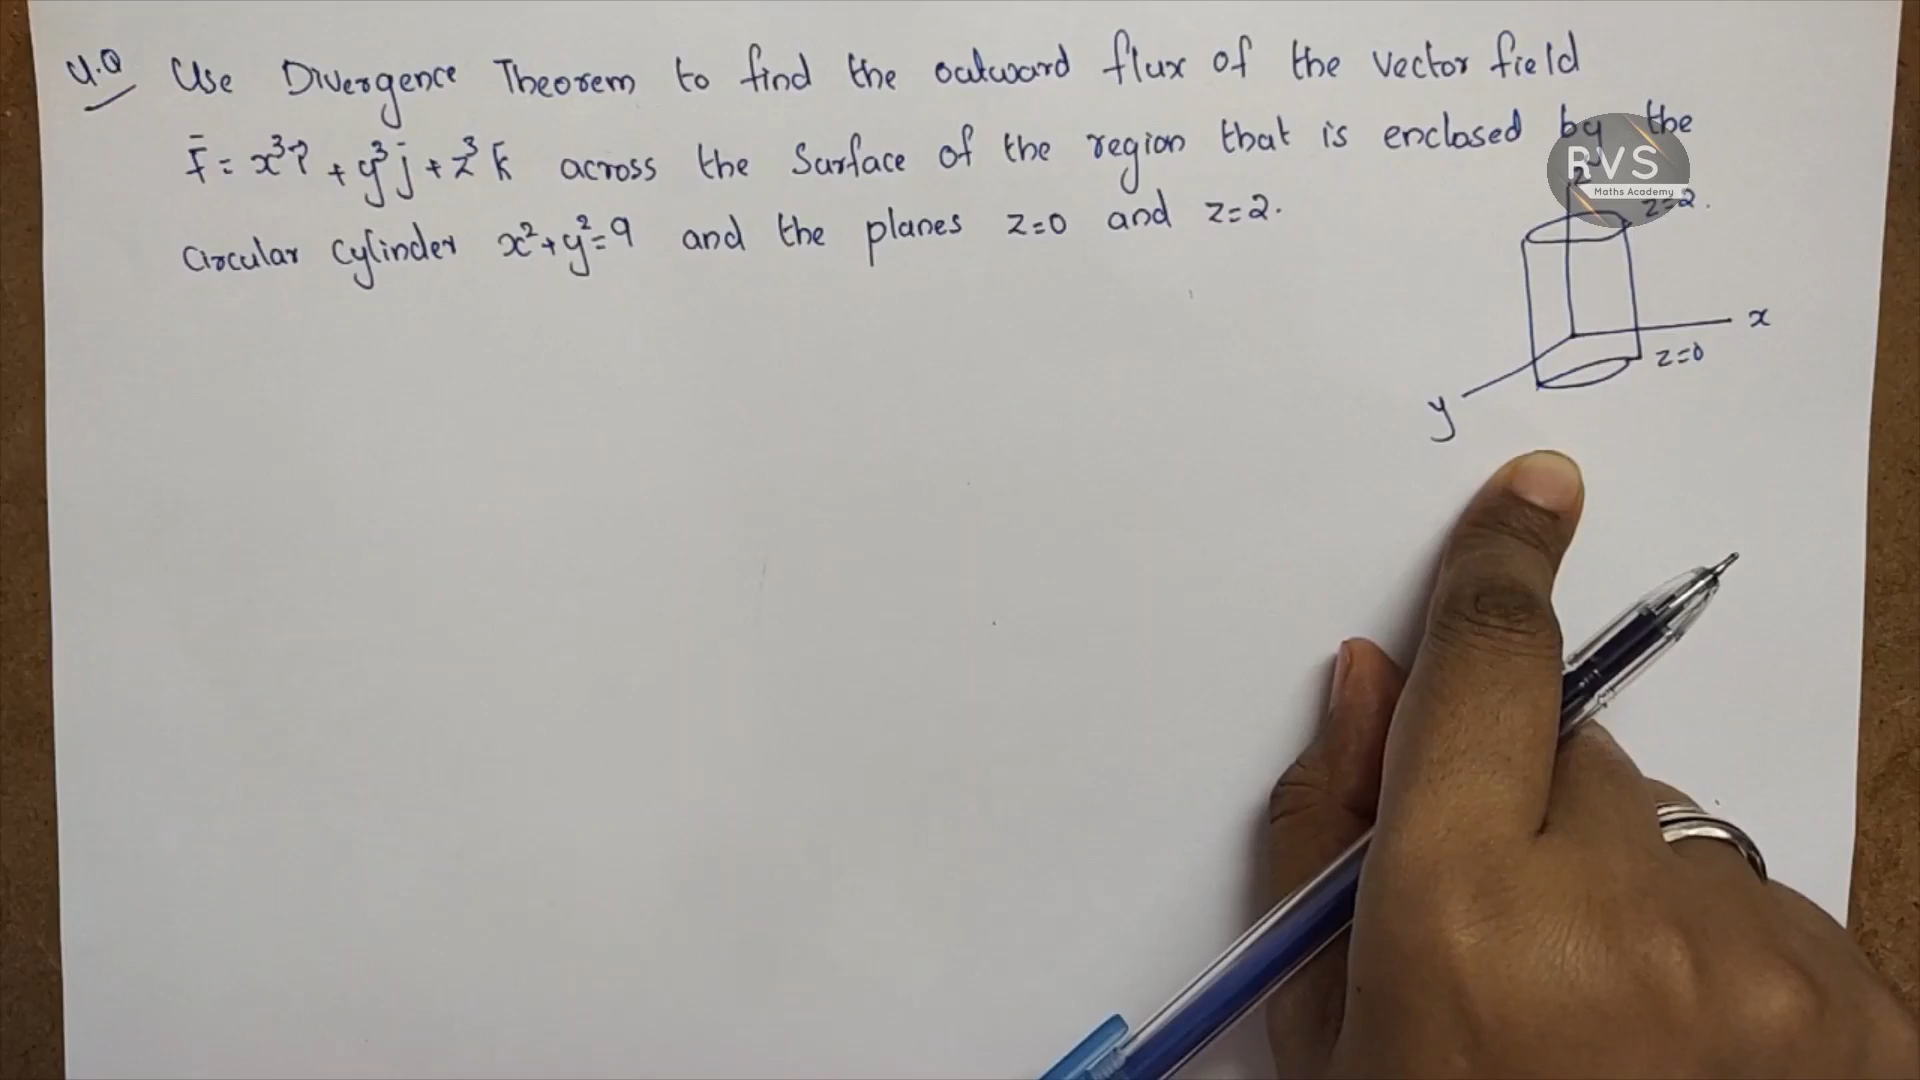 U.Q Use Divergence Theorem to find the outward flux of the vector field
F̄ = x³î + y³j̄ + z³k̄ across the Surface of the region that is enclosed by the
Circular Cylinder x²+y²=9 and the planes z=0 and z=2.
RVS
Maths Academy
z
z=2.
x
z=0
y